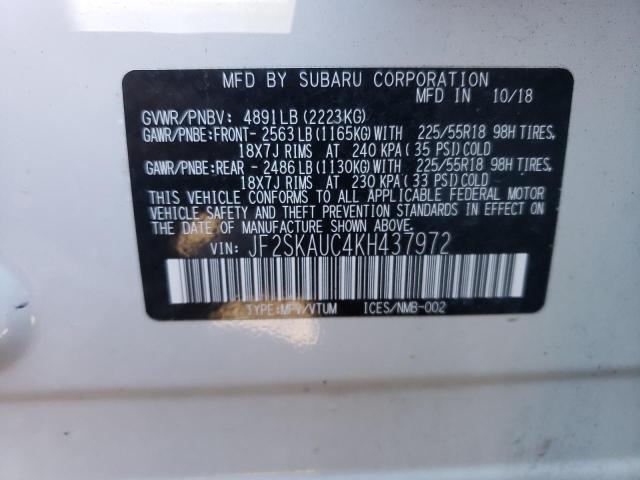 MFD BY SUBARU CORPORATION
MFD IN 10/18
GVWR/PNBV: 4891LB (2223KG)
GAWR/PNBE:FRONT- 2563LB (1165KG)WITH 225/55R18 98H TIRES,
18X7J RIMS AT 240 KPA( 35 PSI)COLD
GAWR/PNBE:REAR - 2486LB (1130KG)WITH 225/55R18 98H TIRES,
18X7J RIMS AT 230 KPA( 33 PSI)COLD
THIS VEHICLE CONFORMS TO ALL APPLICABLE FEDERAL MOTOR
VEHICLE SAFETY AND THEFT PREVENTION STANDARDS IN EFFECT ON
THE DATE OF MANUFACTURE SHOWN ABOVE.
VIN: JF2SKAUC4KH437972
TYPE:MPV/VTUM ICES/NMB-002